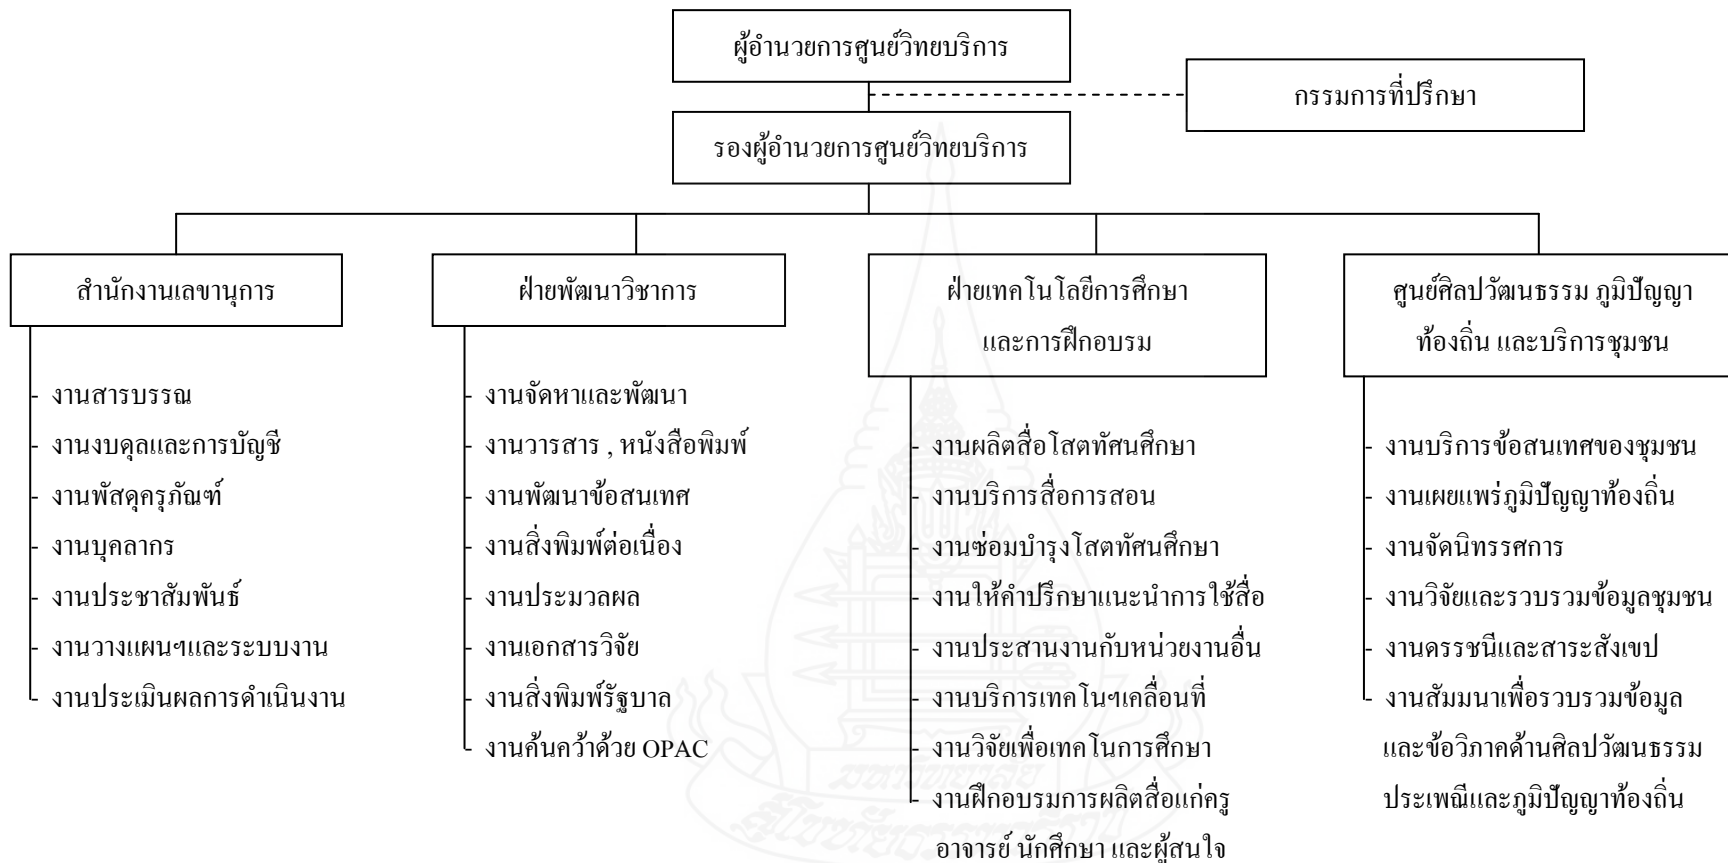 ผู้อำนวยการศูนย์วิทยบริการ
กรรมการที่ปรึกษา
รองผู้อำนวยการศูนย์วิทยบริการ
สำนักงานเลขานุการ
- งานสารบรรณ
- งานงบดุลและการบัญชี
- งานพัสดุครุภัณฑ์
- งานบุคลากร
- งานประชาสัมพันธ์
- งานวางแผนฯและระบบงาน
- งานประเมินผลการดำเนินงาน
ฝ่ายพัฒนาวิชาการ
- งานจัดหาและพัฒนา
- งานวารสาร , หนังสือพิมพ์
- งานพัฒนาข้อสนเทศ
- งานสิ่งพิมพ์ต่อเนื่อง
- งานประมวลผล
- งานเอกสารวิจัย
- งานสิ่งพิมพ์รัฐบาล
- งานค้นคว้าด้วย OPAC
ฝ่ายเทคโนโลยีการศึกษา
และการฝึกอบรม
- งานผลิตสื่อโสตทัศนศึกษา
- งานบริการสื่อการสอน
- งานซ่อมบำรุงโสตทัศนศึกษา
- งานให้คำปรึกษาแนะนำการใช้สื่อ
- งานประสานงานกับหน่วยงานอื่น
- งานบริการเทคโนฯเคลื่อนที่
- งานวิจัยเพื่อเทคโนการศึกษา
- งานฝึกอบรมการผลิตสื่อแก่ครู
อาจารย์ นักศึกษา และผู้สนใจ
ศูนย์ศิลปวัฒนธรรม ภูมิปัญญา
ท้องถิ่น และบริการชุมชน
- งานบริการข้อสนเทศของชุมชน
- งานเผยแพร่ภูมิปัญญาท้องถิ่น
- งานจัดนิทรรศการ
- งานวิจัยและรวบรวมข้อมูลชุมชน
- งานดรรชนีและสาระสังเขป
- งานสัมมนาเพื่อรวบรวมข้อมูล
และข้อวิภาคด้านศิลปวัฒนธรรม
ประเพณีและภูมิปัญญาท้องถิ่น